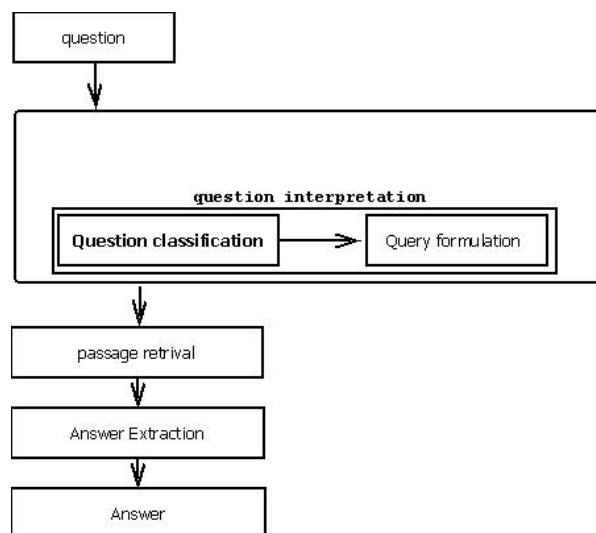 question
question interpretation
Question classification
Query formulation
passage retrival
Answer Extraction
Answer